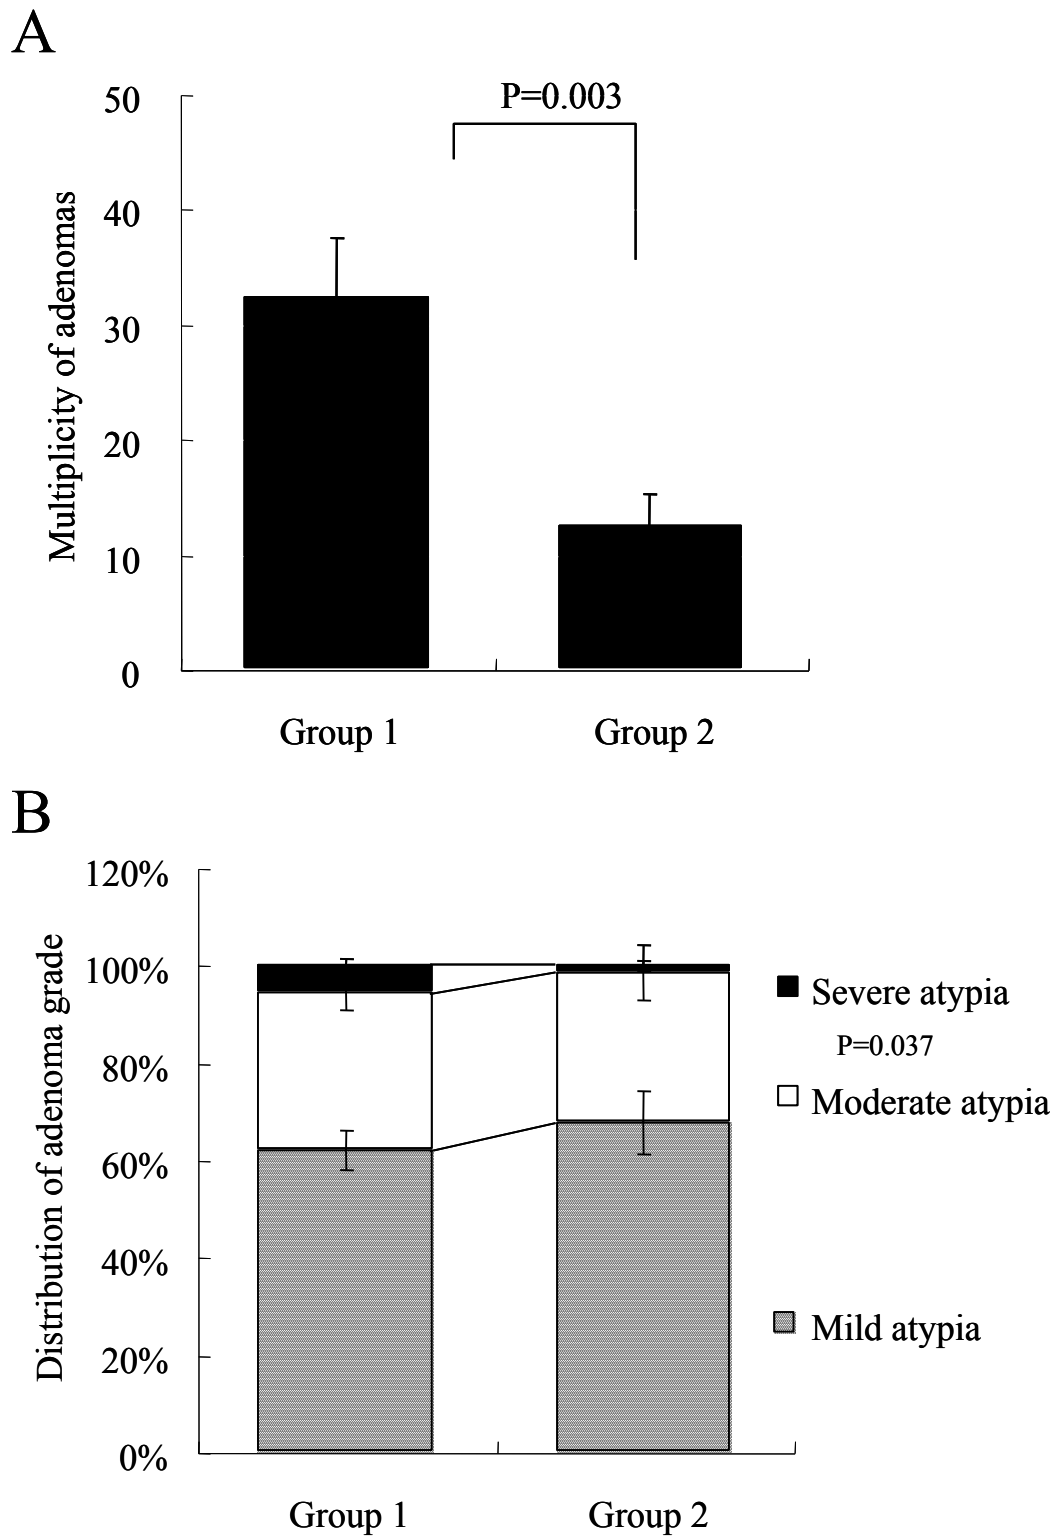 A
P=0.003
50
40
30
20
10
0
Multiplicity of adenomas
Group 1
Group 2
B
120%
100%
80%
60%
40%
20%
0%
Distribution of adenoma grade
Severe atypia
P=0.037
Moderate atypia
Mild atypia
Group 1
Group 2